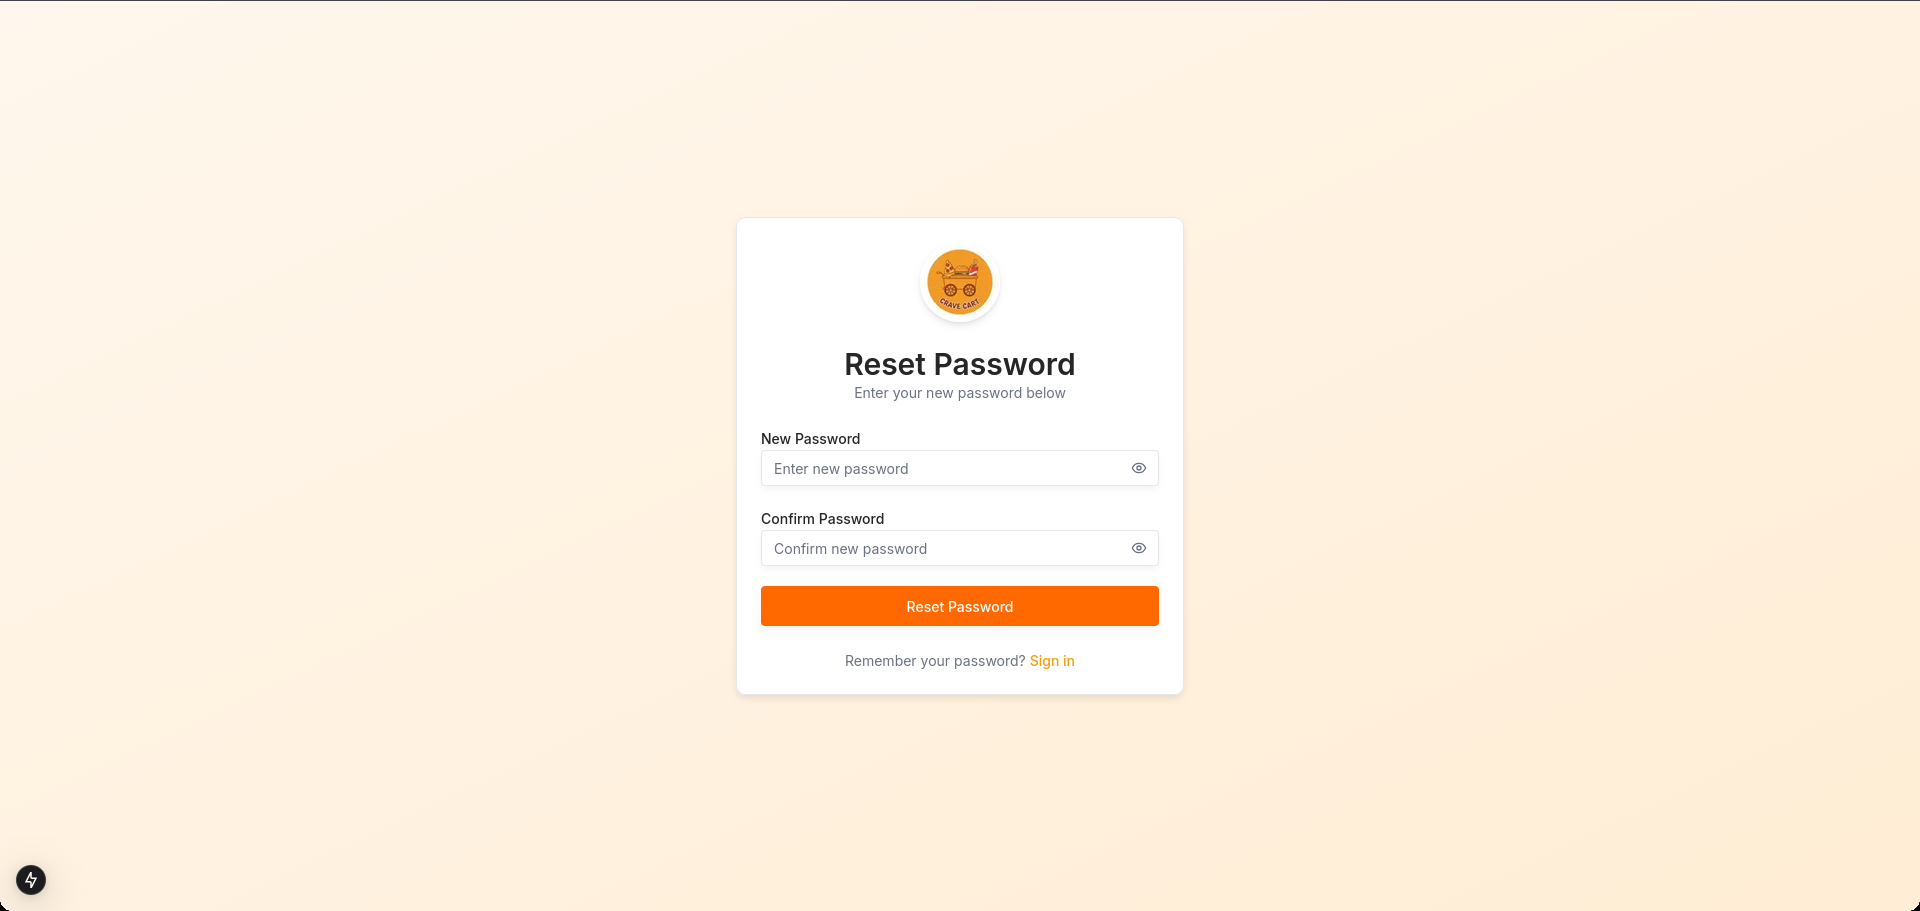 CRAVE CART
Reset Password
Enter your new password below
New Password
Enter new password
Confirm Password
Confirm new password
Reset Password
Remember your password? Sign in